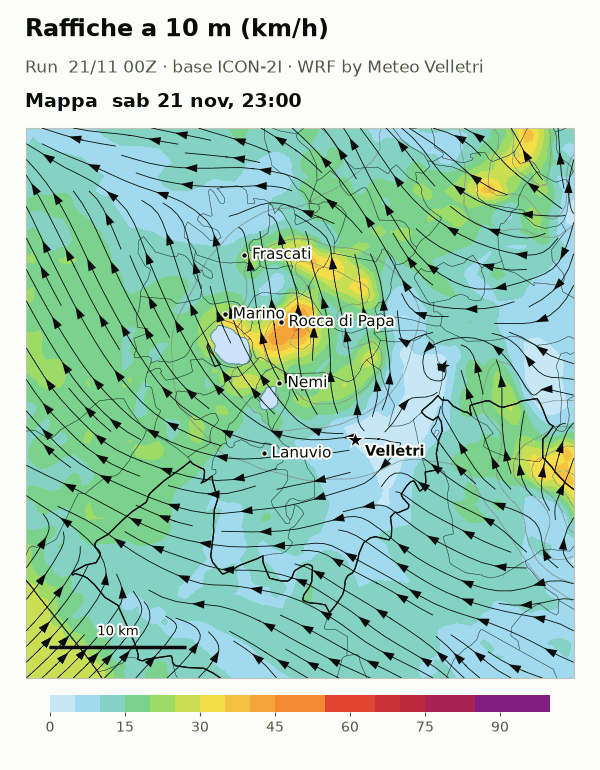 Raffiche a 10 m (km/h)
Run 21/11 00Z · base ICON-2I · WRF by Meteo Velletri
Mappa sab 21 nov, 23:00
Frascati
Marino
Rocca di Papa
Nemi
Velletri
Lanuvio
10 km
0 15 30 45 60 75 90